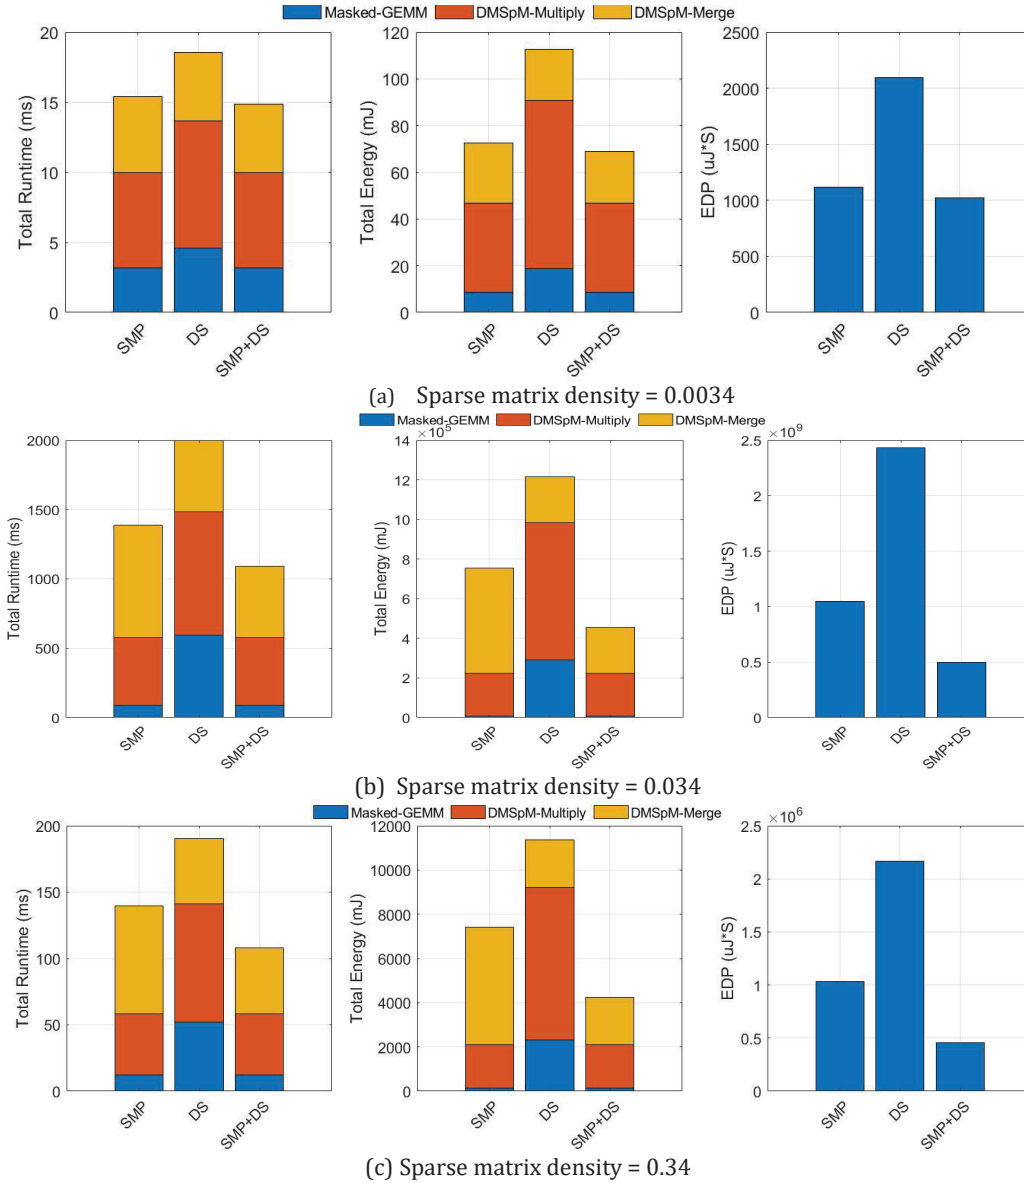 Masked-GEMM DMSpM-Multiply DMSpM-Merge
Total Runtime (ms)
20
15
10
5
0
SMP
DS
SMP+DS
Total Energy (mJ)
120
100
80
60
40
20
0
SMP
DS
SMP+DS
EDP (uJ*S)
2500
2000
1500
1000
500
0
SMP
DS
SMP+DS
(a) Sparse matrix density = 0.0034
Masked-GEMM DMSpM-Multiply DMSpM-Merge
Total Runtime (ms)
2000
1500
1000
500
0
SMP
DS
SMP+DS
Total Energy (mJ)
×10^5
14
12
10
8
6
4
2
0
SMP
DS
SMP+DS
EDP (uJ*S)
×10^9
2.5
2
1.5
1
0.5
0
SMP
DS
SMP+DS
(b) Sparse matrix density = 0.034
Masked-GEMM DMSpM-Multiply DMSpM-Merge
Total Runtime (ms)
200
150
100
50
0
SMP
DS
SMP+DS
Total Energy (mJ)
12000
10000
8000
6000
4000
2000
0
SMP
DS
SMP+DS
EDP (uJ*S)
×10^6
2.5
2
1.5
1
0.5
0
SMP
DS
SMP+DS
(c) Sparse matrix density = 0.34